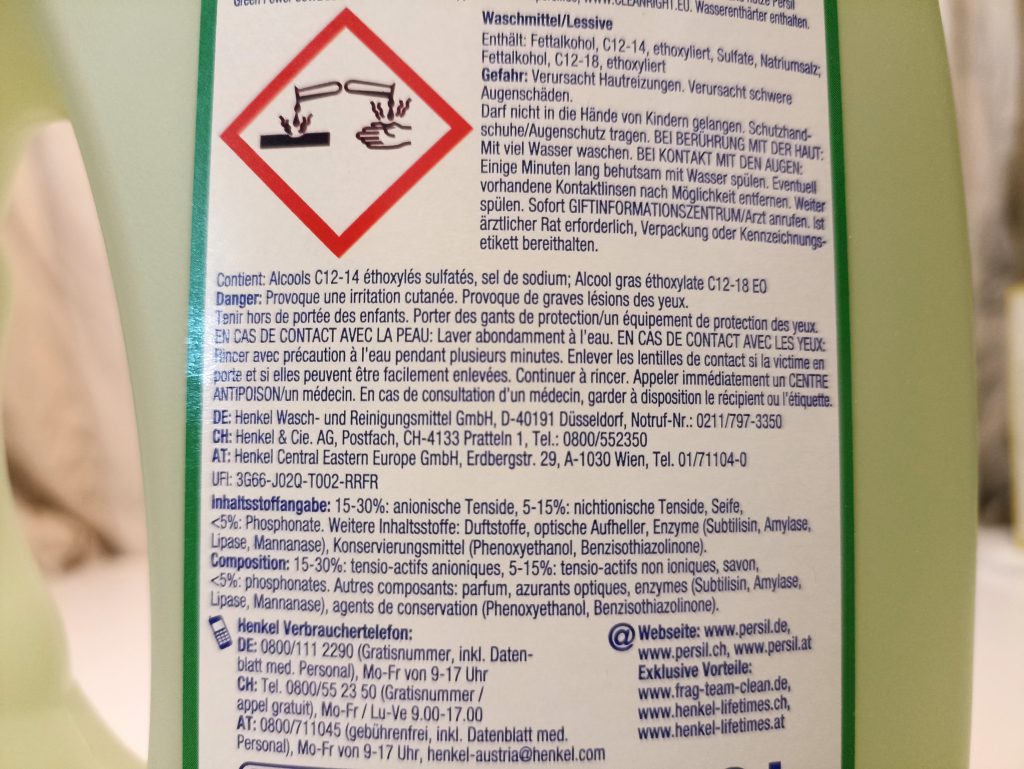 Green Power
WWW.CLEANRIGHT.EU. Wasserenthärter enthalten.
Waschmittel/Lessive
Enthält: Fettalkohol, C12-14, ethoxyliert, Sulfate, Natriumsalz;
Fettalkohol, C12-18, ethoxyliert
Gefahr: Verursacht Hautreizungen. Verursacht schwere
Augenschäden.
Darf nicht in die Hände von Kindern gelangen. Schutzhand-
schuhe/Augenschutz tragen. BEI BERÜHRUNG MIT DER HAUT:
Mit viel Wasser waschen. BEI KONTAKT MIT DEN AUGEN:
Einige Minuten lang behutsam mit Wasser spülen. Eventuell
vorhandene Kontaktlinsen nach Möglichkeit entfernen. Weiter
spülen. Sofort GIFTINFORMATIONSZENTRUM/Arzt anrufen. Ist
ärztlicher Rat erforderlich, Verpackung oder Kennzeichnungs-
etikett bereithalten.
Contient: Alcools C12-14 éthoxylés sulfatés, sel de sodium; Alcool gras éthoxylate C12-18 EO
Danger: Provoque une irritation cutanée. Provoque de graves lésions des yeux.
Tenir hors de portée des enfants. Porter des gants de protection/un équipement de protection des yeux.
EN CAS DE CONTACT AVEC LA PEAU: Laver abondamment à l'eau. EN CAS DE CONTACT AVEC LES YEUX:
Rincer avec précaution à l'eau pendant plusieurs minutes. Enlever les lentilles de contact si la victime en
porte et si elles peuvent être facilement enlevées. Continuer à rincer. Appeler immédiatement un CENTRE
ANTIPOISON/un médecin. En cas de consultation d'un médecin, garder à disposition le récipient ou l'étiquette.
DE: Henkel Wasch- und Reinigungsmittel GmbH, D-40191 Düsseldorf, Notruf-Nr.: 0211/797-3350
CH: Henkel & Cie. AG, Postfach, CH-4133 Pratteln 1, Tel.: 0800/552350
AT: Henkel Central Eastern Europe GmbH, Erdbergstr. 29, A-1030 Wien, Tel. 01/71104-0
UFI: 3G66-J02Q-T002-RRFR
Inhaltsstoffangabe: 15-30%: anionische Tenside, 5-15%: nichtionische Tenside, Seife,
<5%: Phosphonate. Weitere Inhaltsstoffe: Duftstoffe, optische Aufheller, Enzyme (Subtilisin, Amylase,
Lipase, Mannanase), Konservierungsmittel (Phenoxyethanol, Benzisothiazolinone).
Composition: 15-30%: tensio-actifs anioniques, 5-15%: tensio-actifs non ioniques, savon,
<5%: phosphonates. Autres composants: parfum, azurants optiques, enzymes (Subtilisin, Amylase,
Lipase, Mannanase), agents de conservation (Phenoxyethanol, Benzisothiazolinone).
Henkel Verbrauchertelefon:
DE: 0800/111 2290 (Gratisnummer, inkl. Daten-
blatt med. Personal), Mo-Fr von 9-17 Uhr
CH: Tel. 0800/55 23 50 (Gratisnummer /
appel gratuit), Mo-Fr / Lu-Ve 9.00-17.00
AT: 0800/711045 (gebührenfrei, inkl. Datenblatt med.
Personal), Mo-Fr von 9-17 Uhr, henkel-austria@henkel.com
@ Webseite: www.persil.de,
www.persil.ch, www.persil.at
Exklusive Vorteile:
www.frag-team-clean.de,
www.henkel-lifetimes.ch,
www.henkel-lifetimes.at